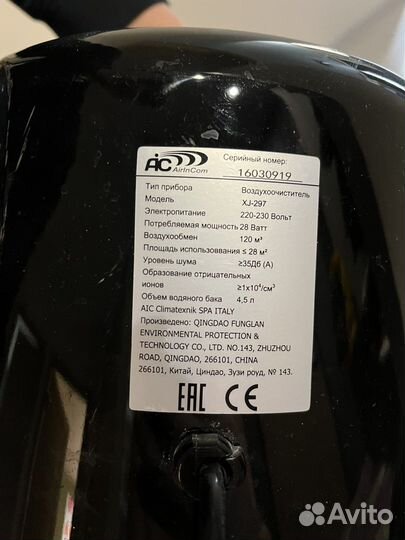 AIC Серийный номер:
AirInCom 16030919
Тип прибора Воздухоочиститель
Модель XJ-297
Электропитание 220-230 Вольт
Потребляемая мощность 28 Ватт
Воздухообмен 120 м³
Площадь использования ≤ 28 м²
Уровень шума ≥35Дб (А)
Образование отрицательных
ионов ≥1х10⁴/см³
Объем водяного бака 4,5 л
AIC Climatexnik SPA ITALY
Произведено: QINGDAO FUNGLAN
ENVIRONMENTAL PROTECTION &
TECHNOLOGY CO., LTD. NO.143, ZHUZHOU
ROAD, QINGDAO, 266101, CHINA
266101, Китай, Циндао, Зузи роуд, № 143.
EAC CE
Avito